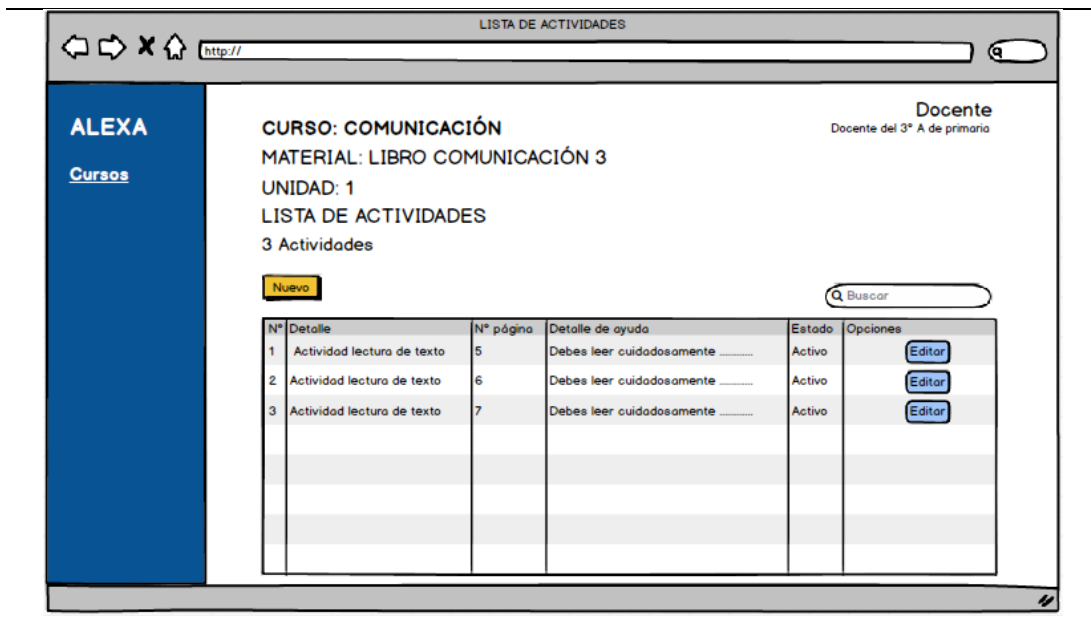 LISTA DE ACTIVIDADES
http://
ALEXA
Cursos
Docente
Docente del 3° A de primaria
CURSO: COMUNICACIÓN
MATERIAL: LIBRO COMUNICACIÓN 3
UNIDAD: 1
LISTA DE ACTIVIDADES
3 Actividades
Nuevo
Buscar
N° Detalle N° página Detalle de ayuda Estado Opciones
1 Actividad lectura de texto 5 Debes leer cuidadosamente ........... Activo Editar
2 Actividad lectura de texto 6 Debes leer cuidadosamente ........... Activo Editar
3 Actividad lectura de texto 7 Debes leer cuidadosamente ........... Activo Editar